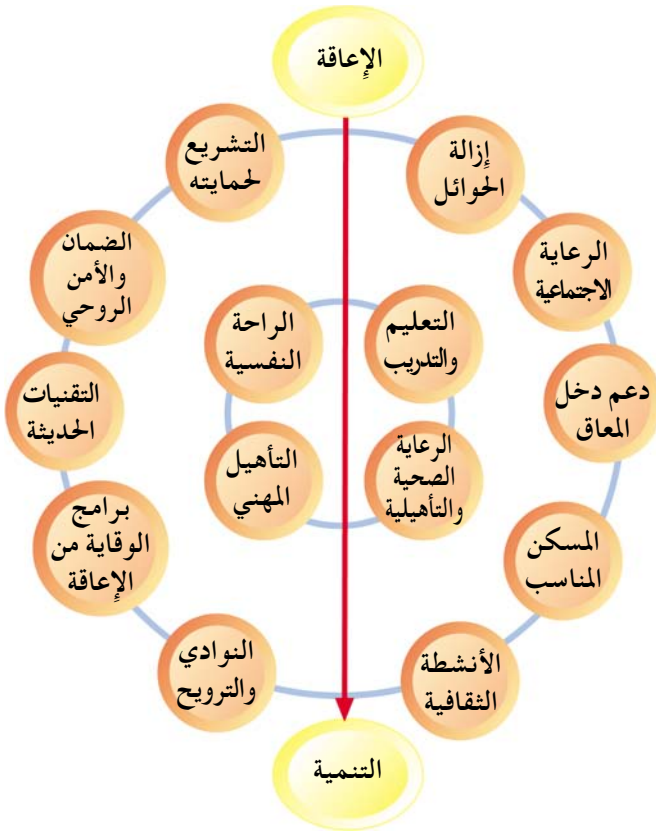 الإعاقة
إزالة
الحوائل
التشريع
لحمايته
الرعاية
الاجتماعية
الضمان
والأمن
الروحي
التعليم
والتدريب
الراحة
النفسية
دعم دخل
المعاق
التقنيات
الحديثة
الرعاية
الصحية
والتأهيلية
التأهيل
المهني
المسكن
المناسب
برامج
الوقاية من
الإعاقة
الأنشطة
الثقافية
النوادي
والترويح
التنمية